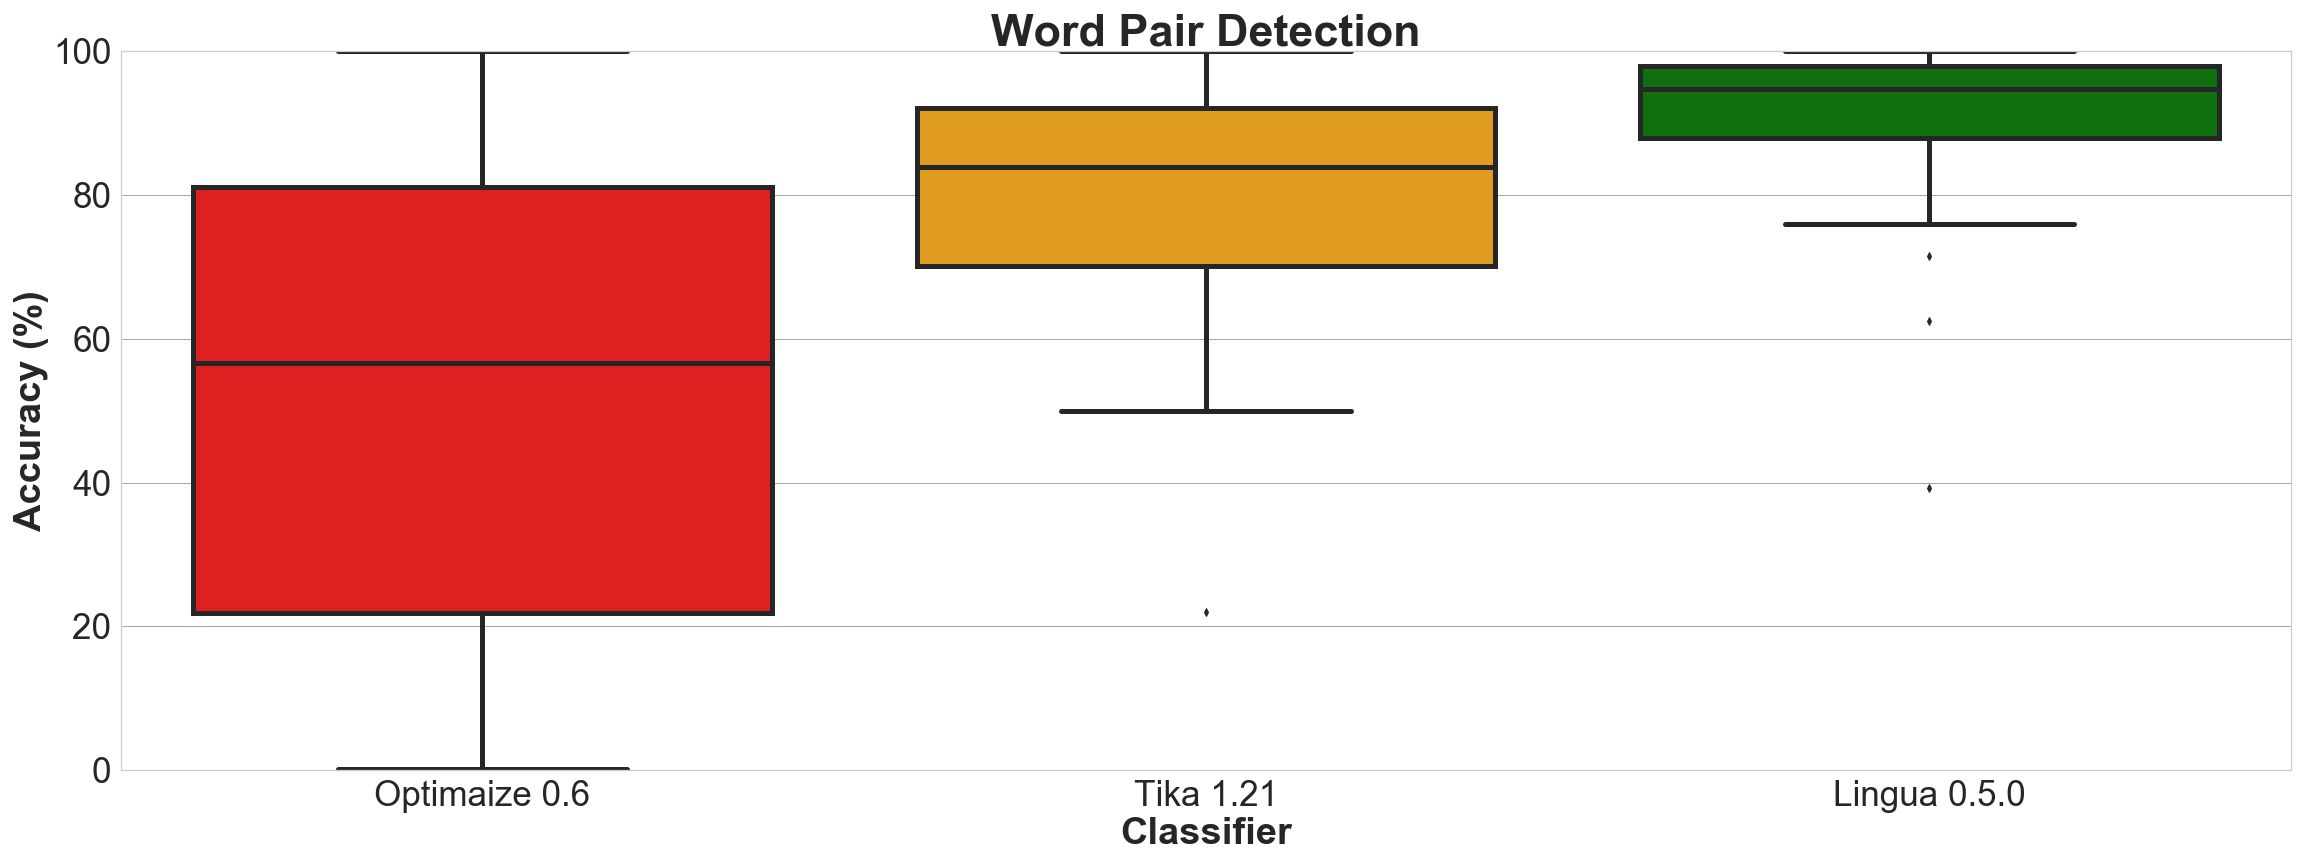 Word Pair Detection
Accuracy (%)
100
80
60
40
20
0
Optimaize 0.6
Tika 1.21
Lingua 0.5.0
Classifier